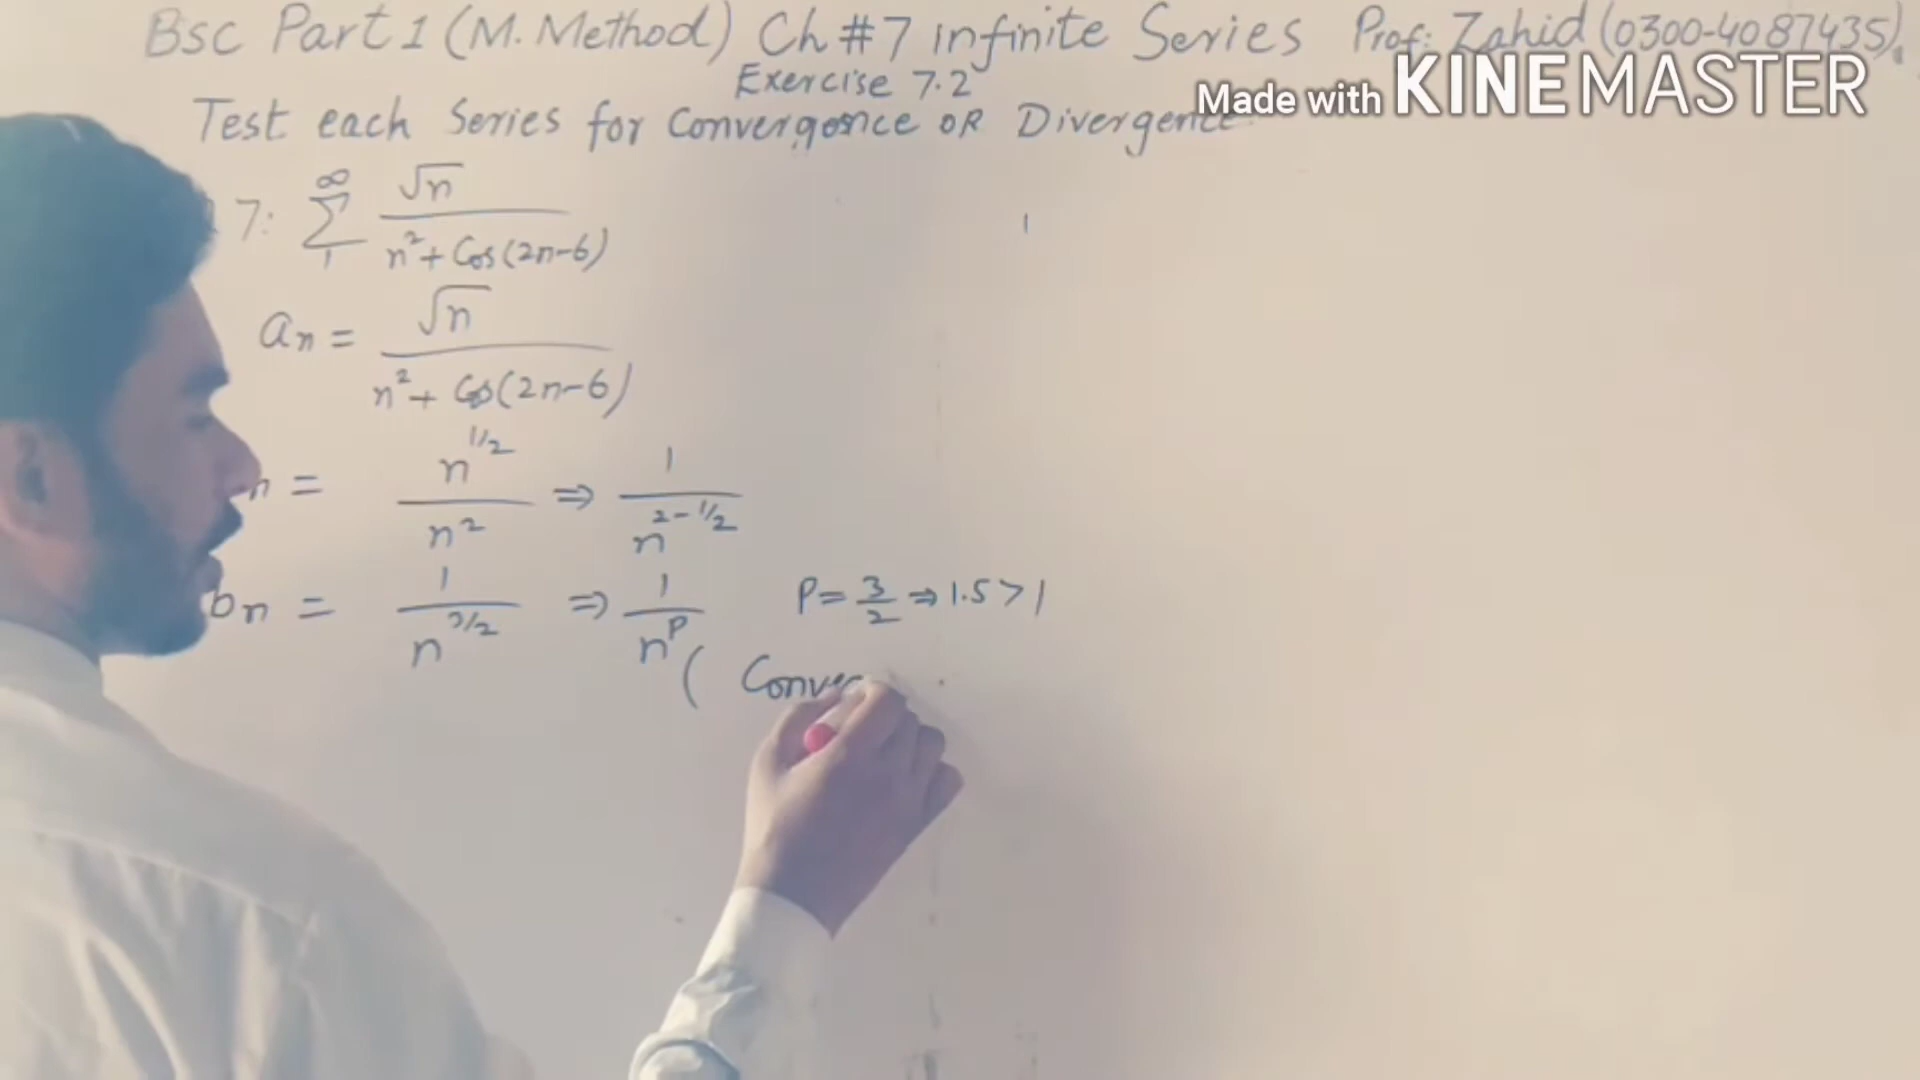 Bsc Part 1 (M. Method) Ch #7 infinite Series Prof: Zahid (0300-4087435)
Exercise 7.2
Made with KINEMASTER
Test each Series for Convergence OR Divergence
7: ∞ Σ 1 √n / n² + Cos(2n-6)
an = √n / n² + Cos(2n-6)
n = n^1/2 / n² ⇒ 1 / n^2-1/2
bn = 1 / n^3/2 ⇒ 1 / n^p P = 3/2 ⇒ 1.5 > 1
( Conver